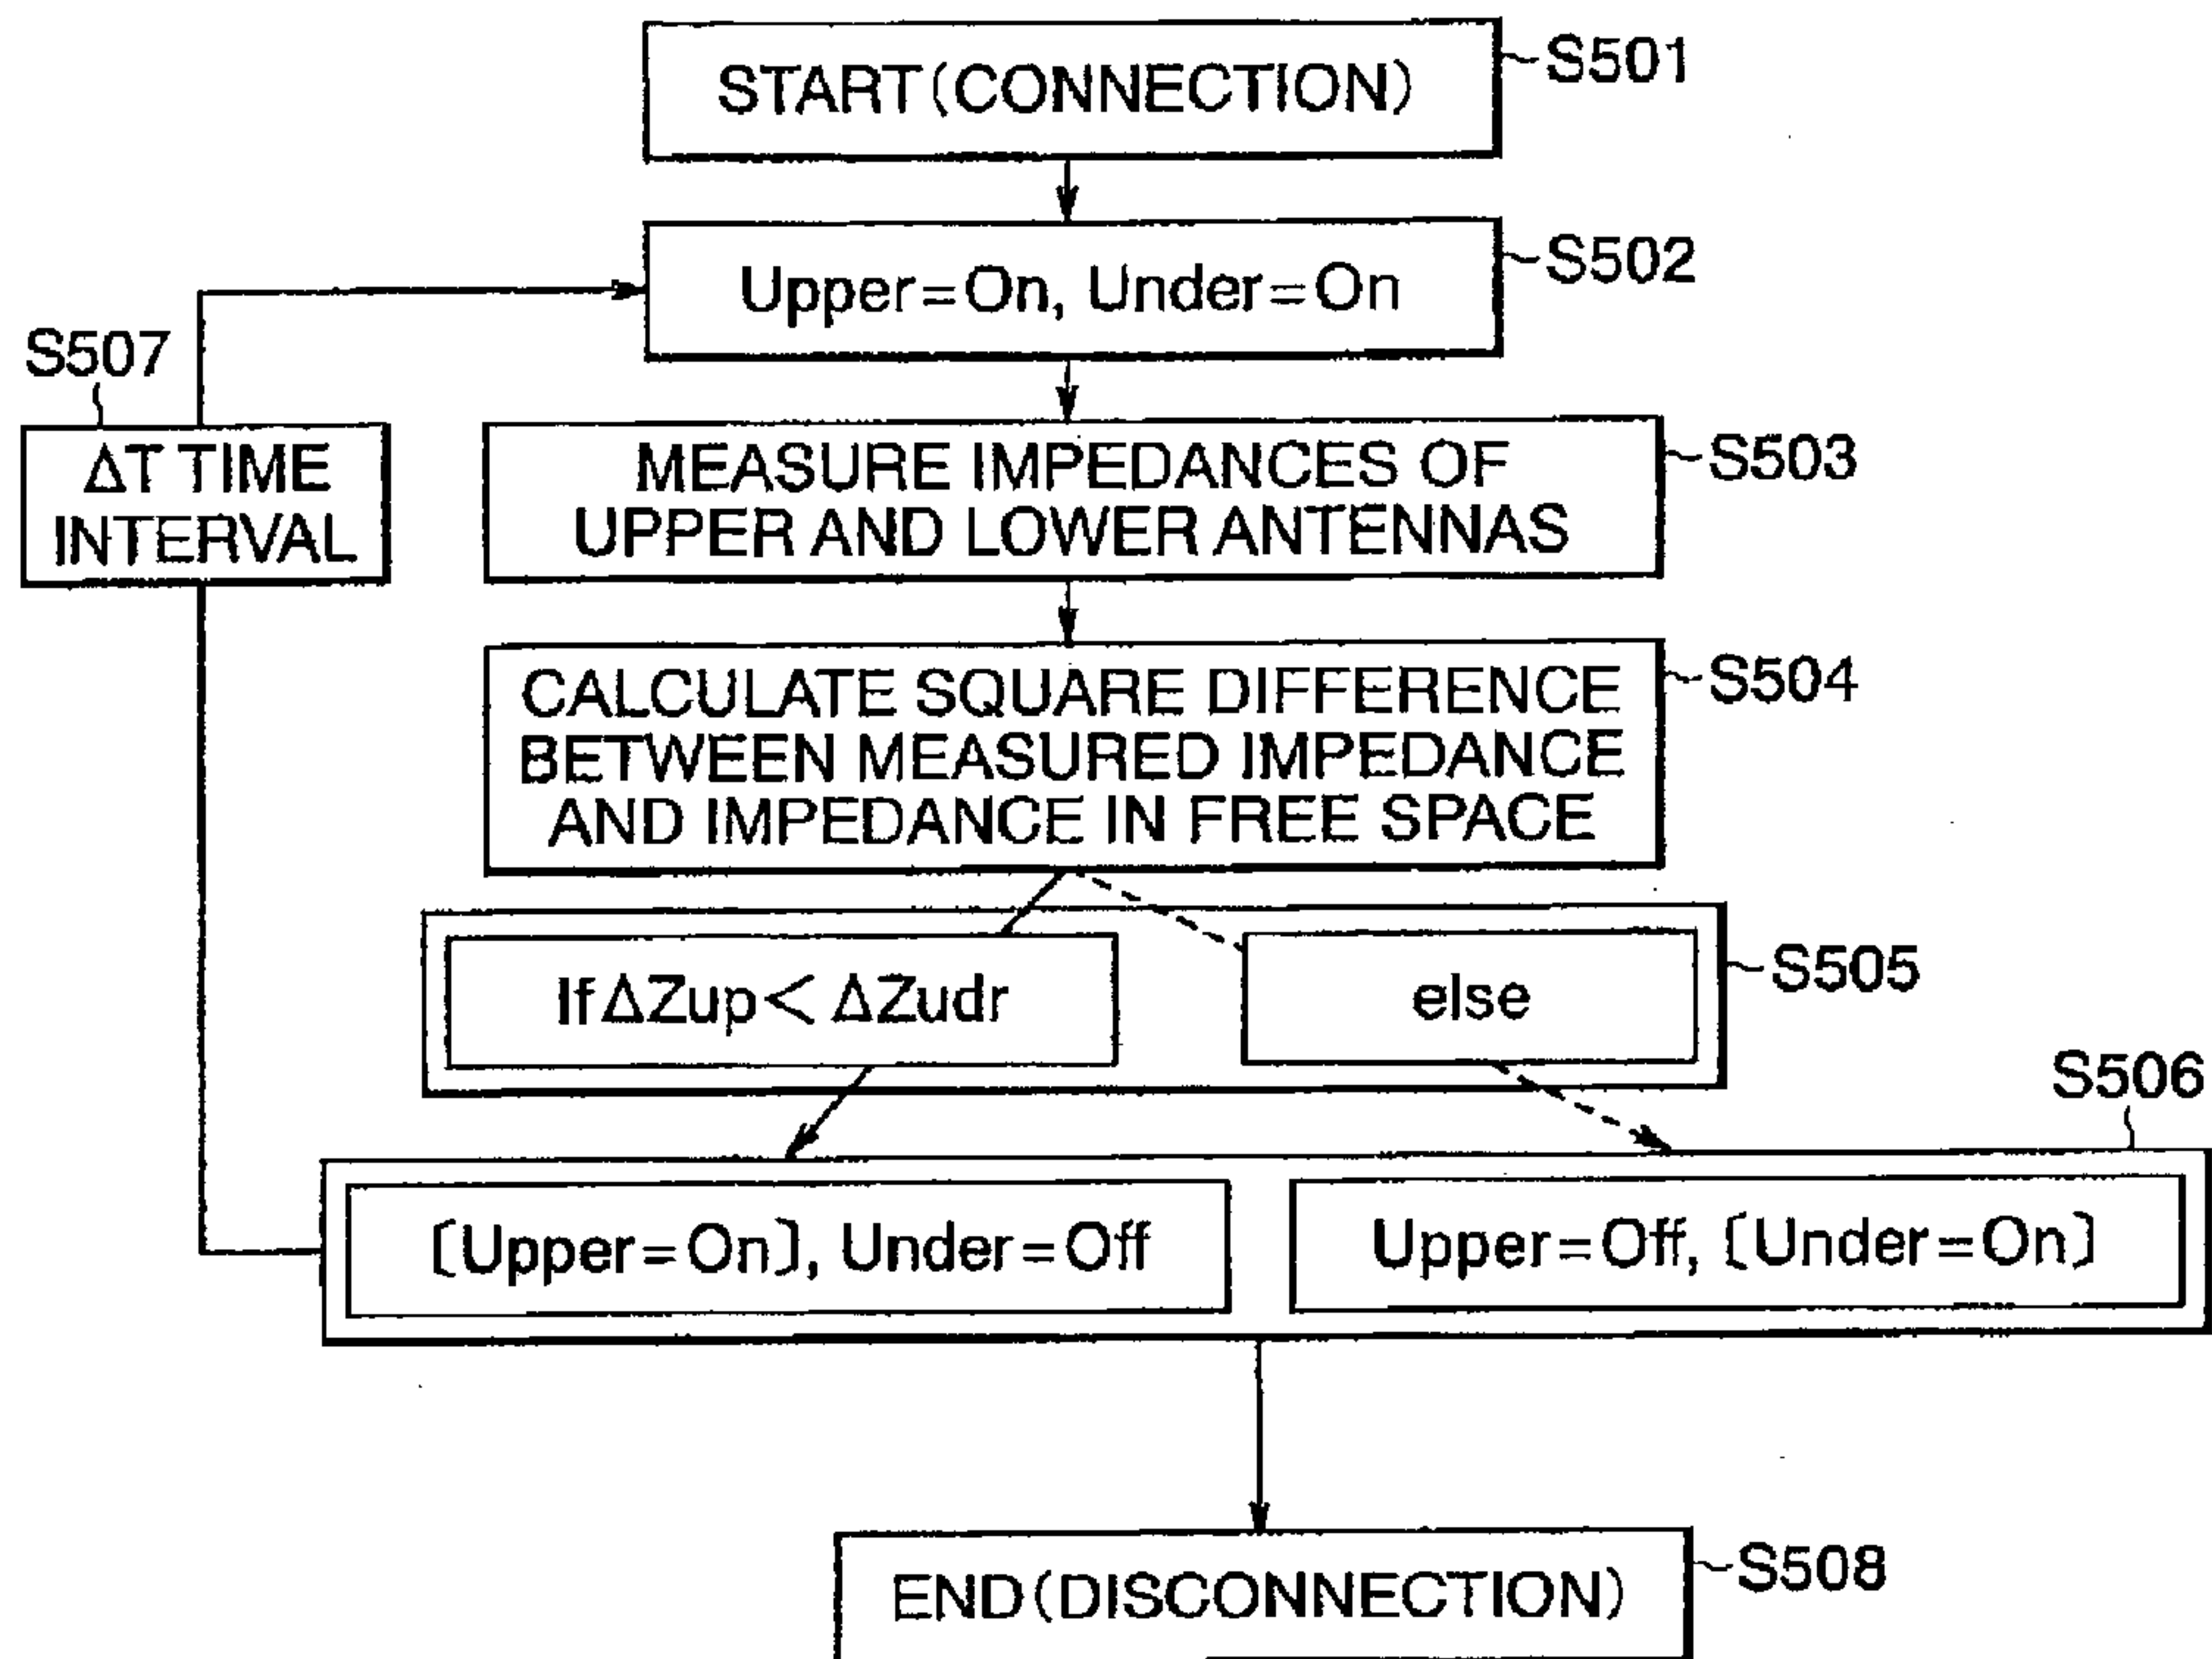 START(CONNECTION)
S501
Upper=On, Under=On
S502
S507
ΔT TIME
INTERVAL
MEASURE IMPEDANCES OF
UPPER AND LOWER ANTENNAS
S503
CALCULATE SQUARE DIFFERENCE
BETWEEN MEASURED IMPEDANCE
AND IMPEDANCE IN FREE SPACE
S504
If ΔZup< ΔZudr
else
S505
S506
[Upper=On], Under=Off
Upper=Off, [Under=On]
END(DISCONNECTION)
S508